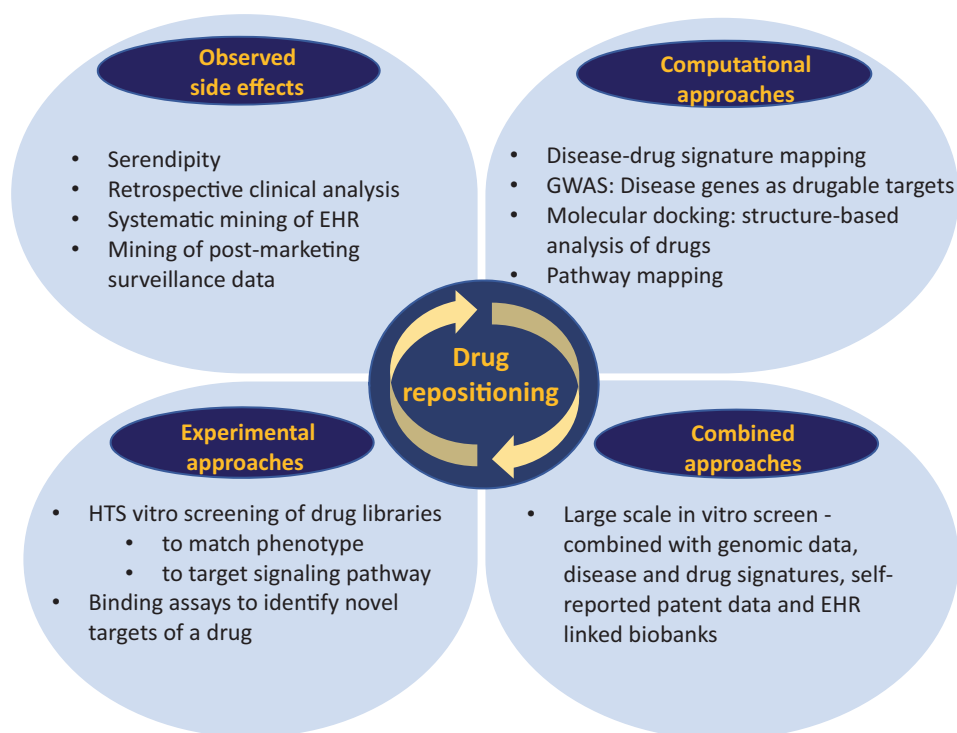 Observed
side effects
• Serendipity
• Retrospective clinical analysis
• Systematic mining of EHR
• Mining of post-marketing
surveillance data
Computational
approaches
• Disease-drug signature mapping
• GWAS: Disease genes as drugable targets
• Molecular docking: structure-based
analysis of drugs
• Pathway mapping
Drug
repositioning
Experimental
approaches
• HTS vitro screening of drug libraries
• to match phenotype
• to target signaling pathway
• Binding assays to identify novel
targets of a drug
Combined
approaches
• Large scale in vitro screen -
combined with genomic data,
disease and drug signatures, self-
reported patent data and EHR
linked biobanks